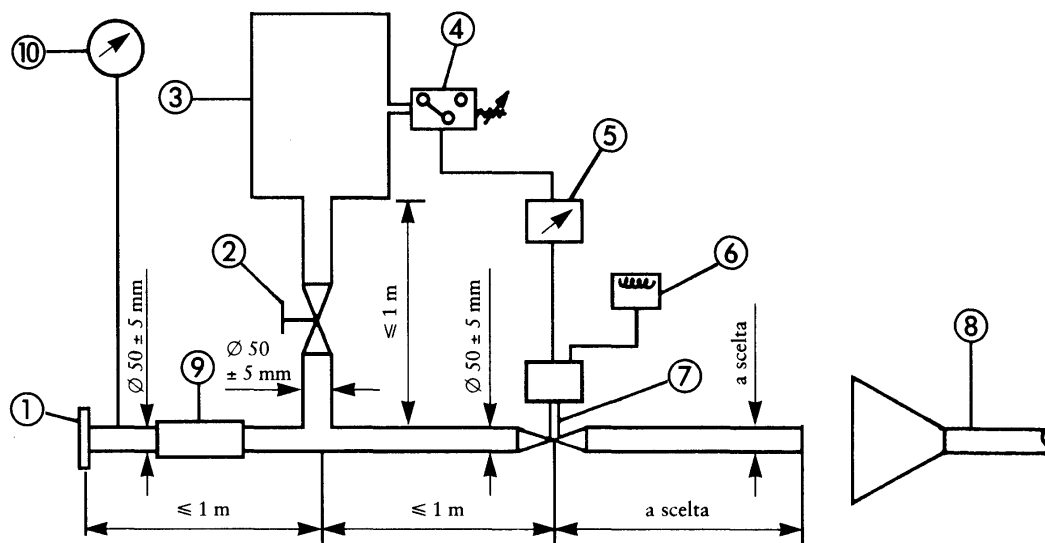 ⑩
③
④
⑤
②
⑥
≤ 1 m
Ø 50 ± 5 mm
Ø 50
± 5 mm
Ø 50 ± 5 mm
a scelta
⑧
⑨
⑦
①
≤ 1 m
≤ 1 m
a scelta